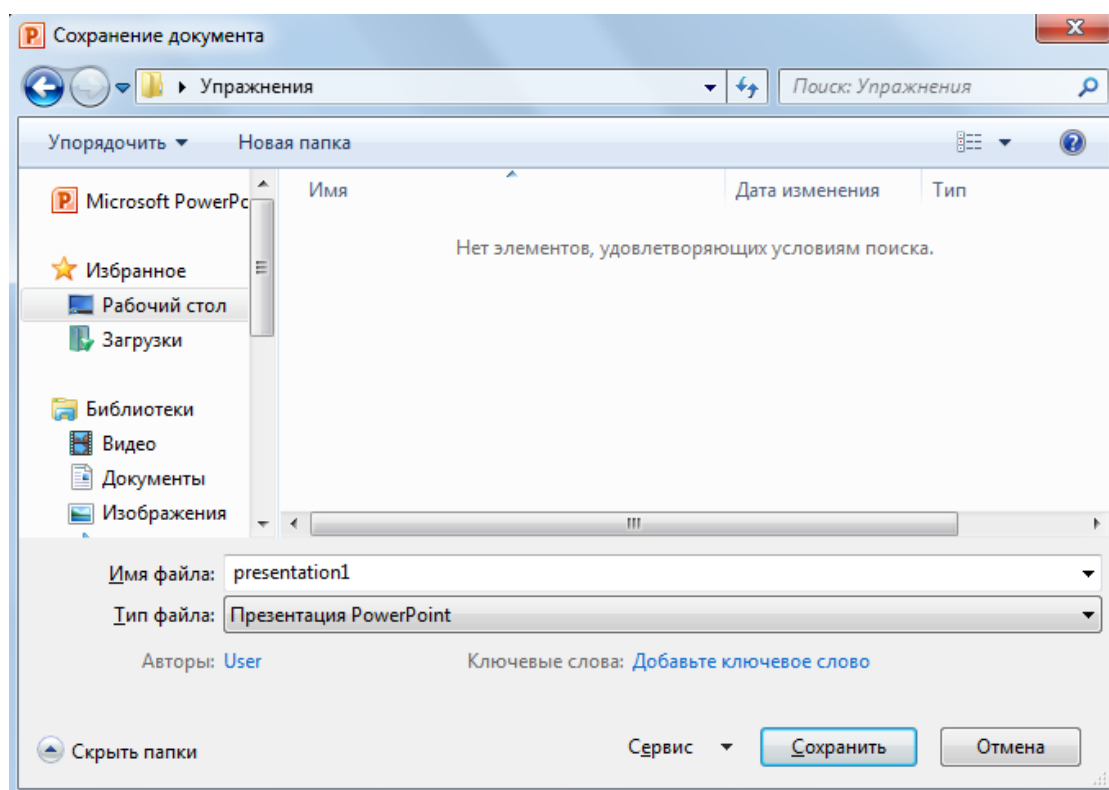 Сохранение документа
Упражнения
Поиск: Упражнения
Упорядочить
Новая папка
Microsoft PowerPc
Имя
Дата изменения
Тип
Нет элементов, удовлетворяющих условиям поиска.
Избранное
Рабочий стол
Загрузки
Библиотеки
Видео
Документы
Изображения
Имя файла: presentation1
Тип файла: Презентация PowerPoint
Авторы: User
Ключевые слова: Добавьте ключевое слово
Скрыть папки
Сервис
Сохранить
Отмена